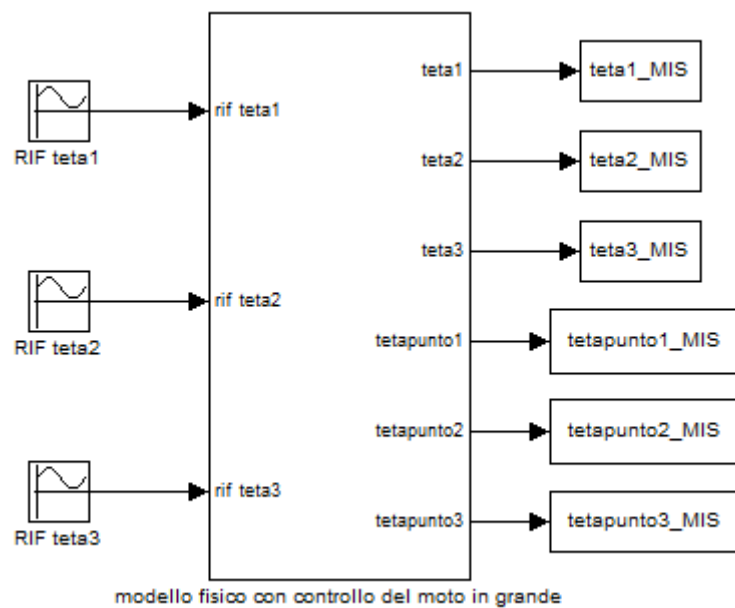 teta1
teta1_MIS
rif teta1
RIF teta1
teta2
teta2_MIS
teta3
teta3_MIS
rif teta2
RIF teta2
tetapunto1
tetapunto1_MIS
tetapunto2
tetapunto2_MIS
rif teta3
RIF teta3
tetapunto3
tetapunto3_MIS
modello fisico con controllo del moto in grande